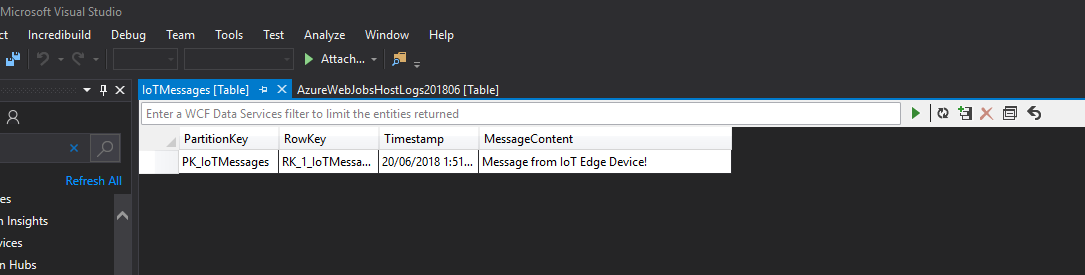 Microsoft Visual Studio
ct Incredibuild Debug Team Tools Test Analyze Window Help
Attach...
IoTMessages [Table] AzureWebJobsHostLogs201806 [Table]
Enter a WCF Data Services filter to limit the entities returned
PartitionKey RowKey Timestamp MessageContent
PK_IoTMessages RK_1_IoTMessa... 20/06/2018 1:51... Message from IoT Edge Device!
Refresh All
es
n Insights
vices
n Hubs